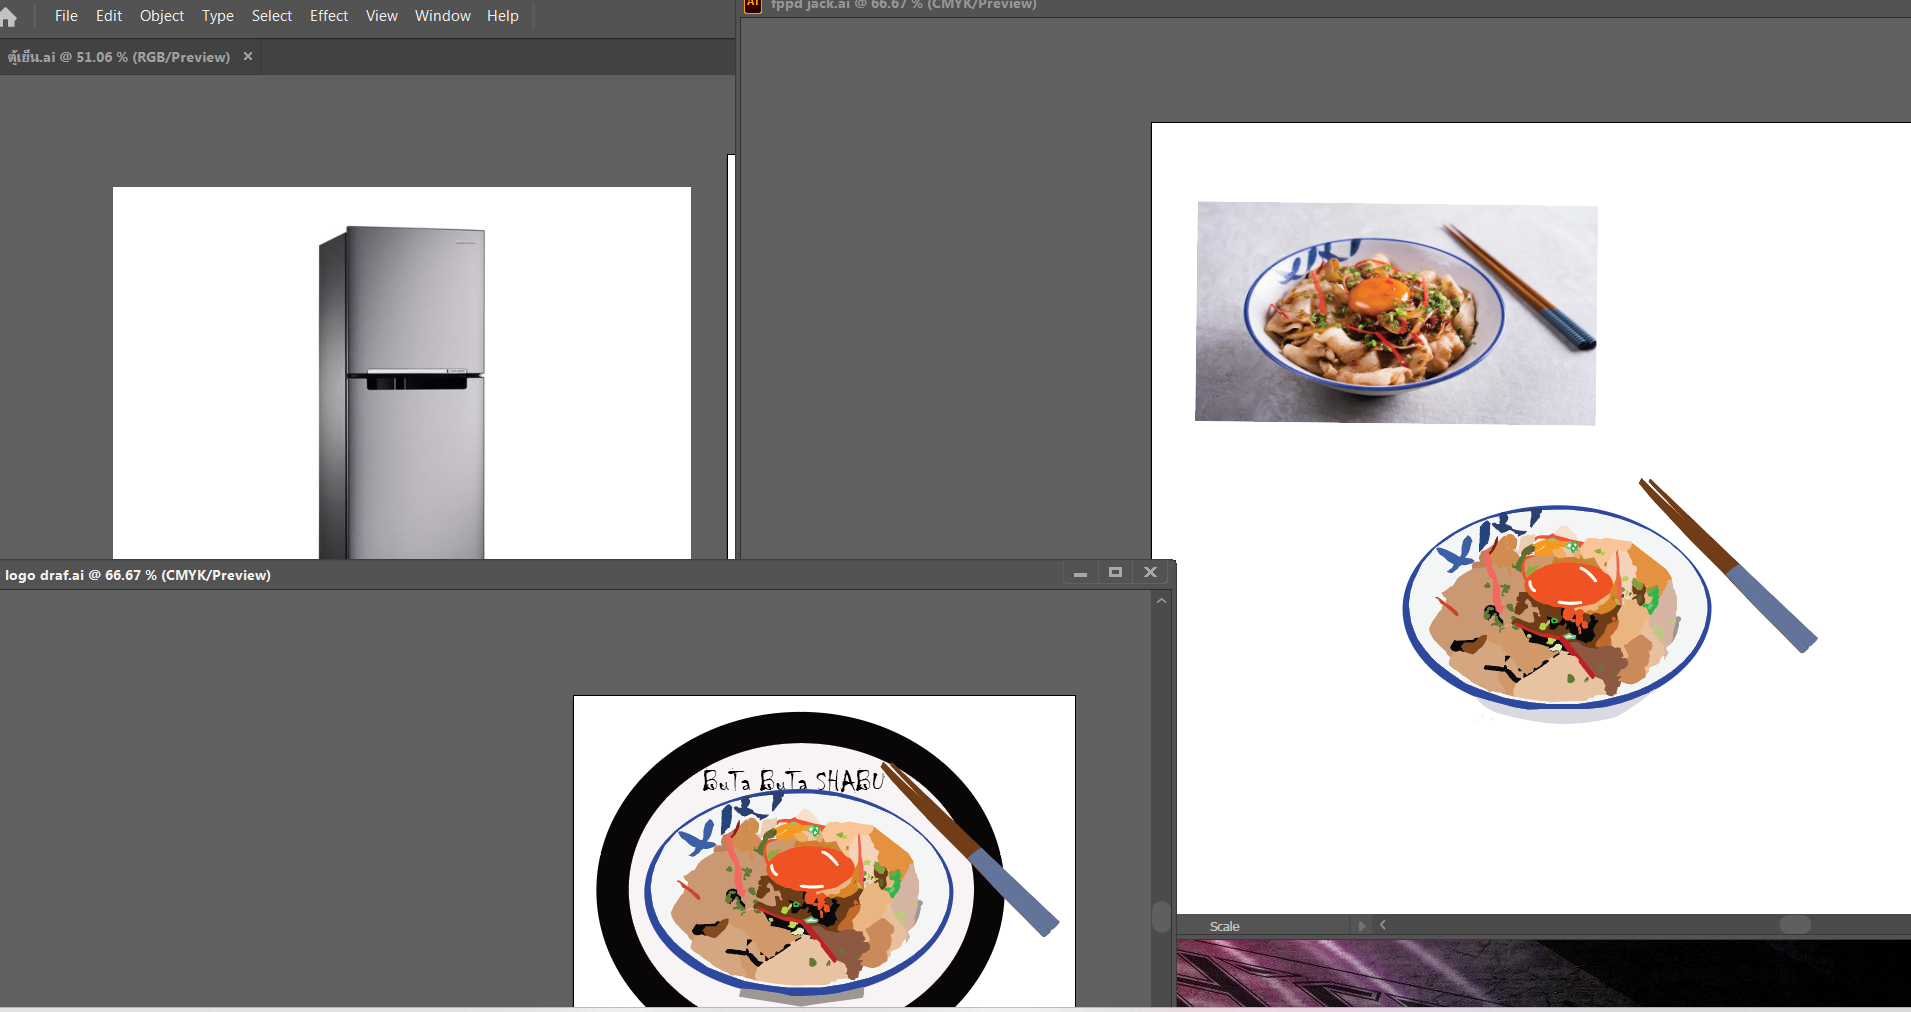 File Edit Object Type Select Effect View Window Help
ตู้เย็น.ai @ 51.06 % (RGB/Preview) ×
Ai fppd jack.ai @ 66.67 % (CMYK/Preview)
logo draf.ai @ 66.67 % (CMYK/Preview)
BuTa BuTa SHABU
Scale